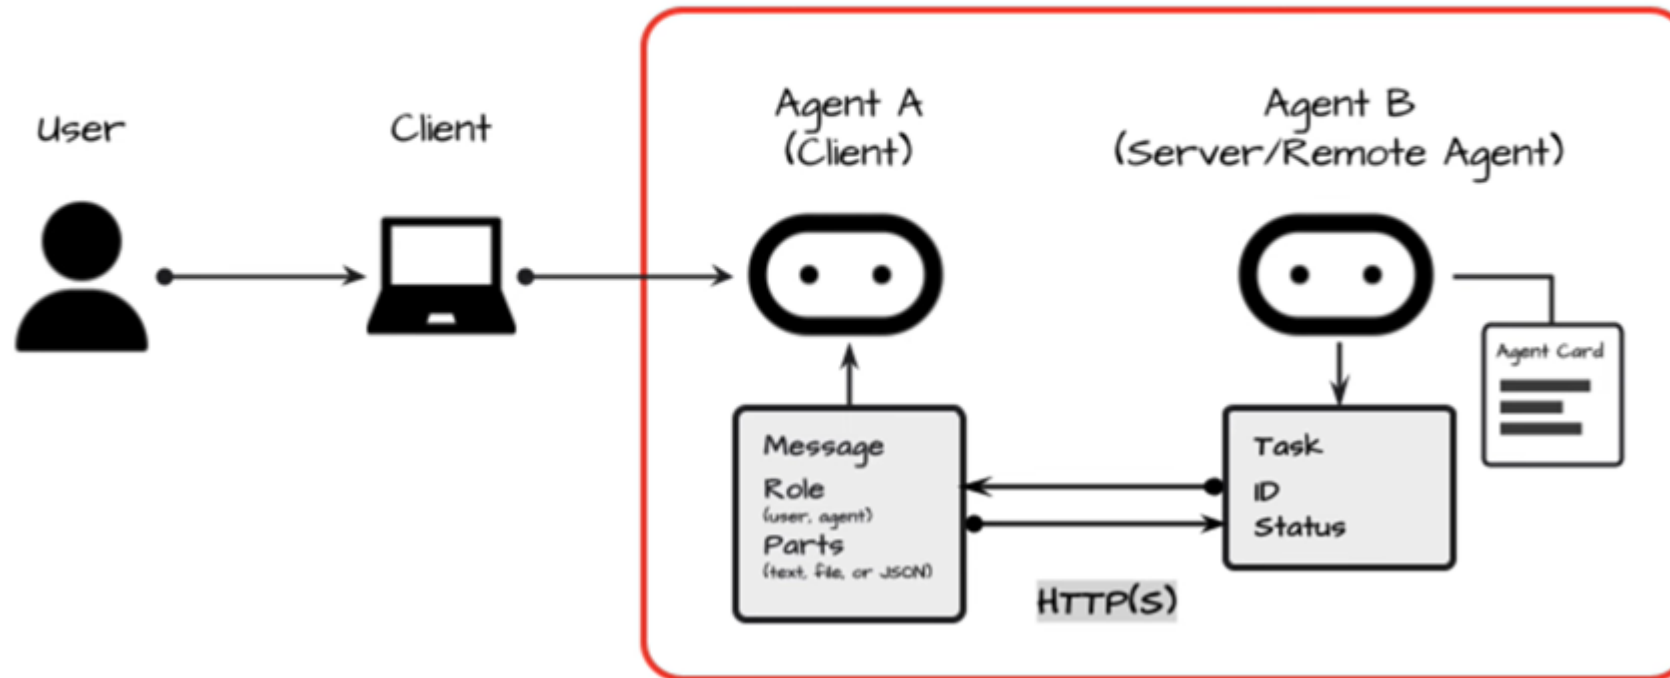 User
Client
Agent A
(Client)
Agent B
(Server/Remote Agent)
Agent Card
Message
Role
(user, agent)
Parts
(text, file, or JSON)
Task
ID
Status
HTTP(S)